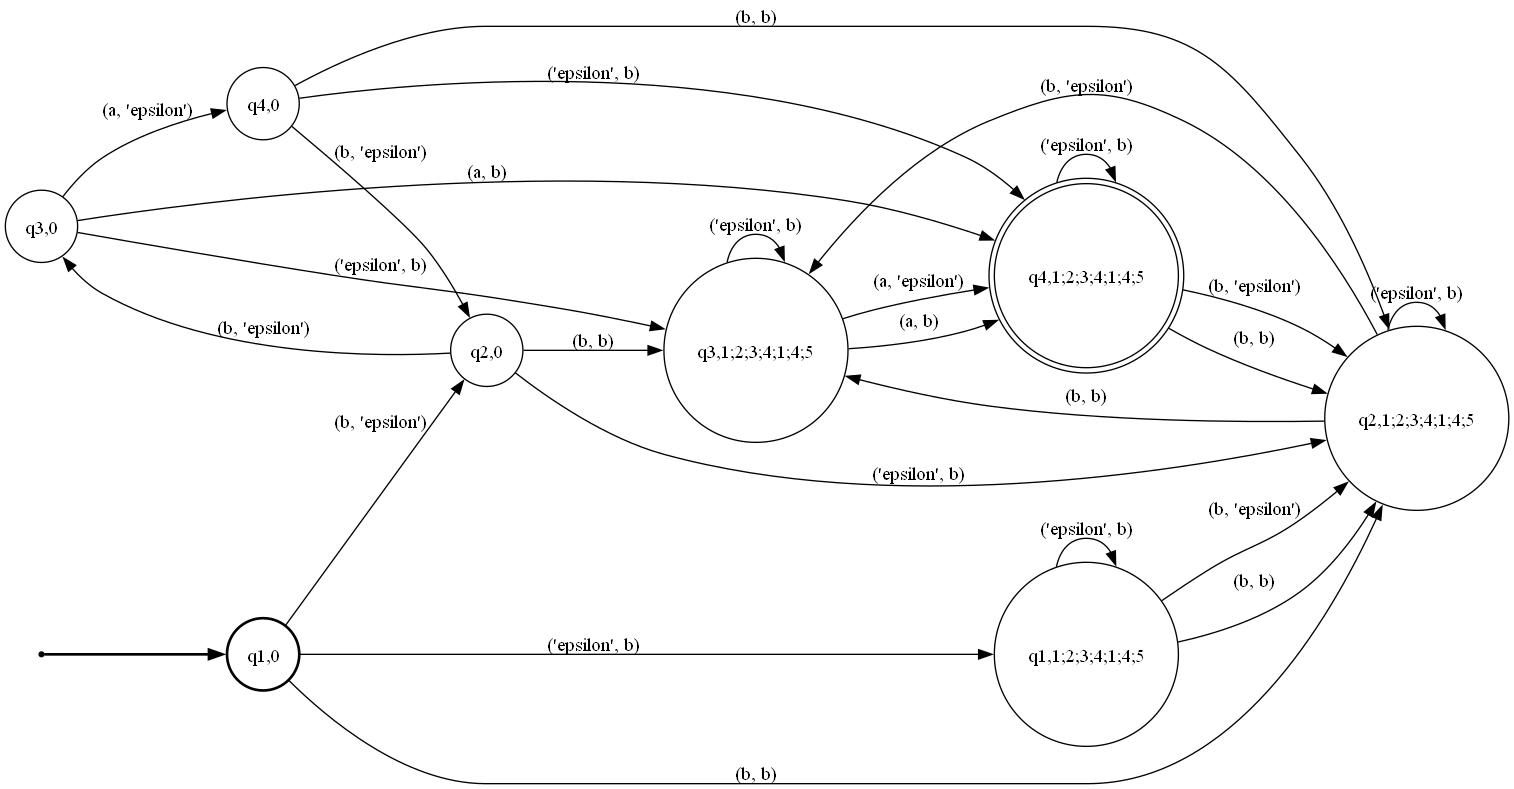 (b, b)
('epsilon', b)
(b, 'epsilon')
q4,0
(a, 'epsilon')
('epsilon', b)
(b, 'epsilon')
(a, b)
q3,0
('epsilon', b)
('epsilon', b)
q4,1;2;3;4;1;4;5
(a, 'epsilon')
(b, 'epsilon')
('epsilon', b)
(b, 'epsilon')
(a, b)
(b, b)
(b, b)
q2,0
q3,1;2;3;4;1;4;5
(b, b)
q2,1;2;3;4;1;4;5
(b, 'epsilon')
('epsilon', b)
(b, 'epsilon')
('epsilon', b)
(b, b)
('epsilon', b)
q1,0
q1,1;2;3;4;1;4;5
(b, b)